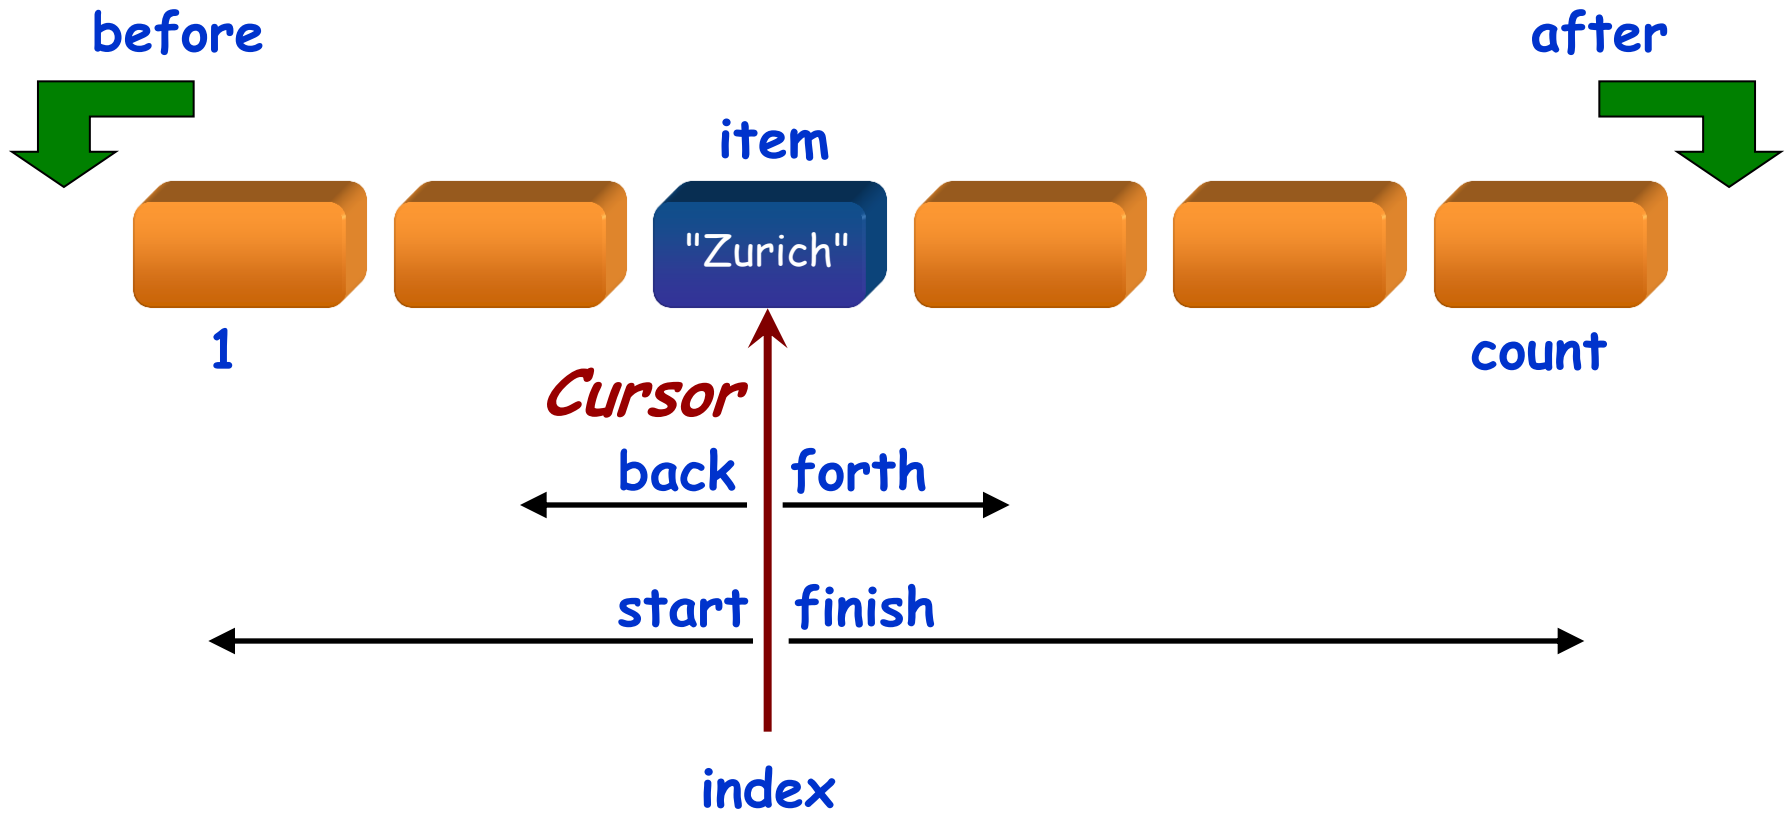 before
after
item
"Zurich"
1
count
Cursor
back forth
start finish
index